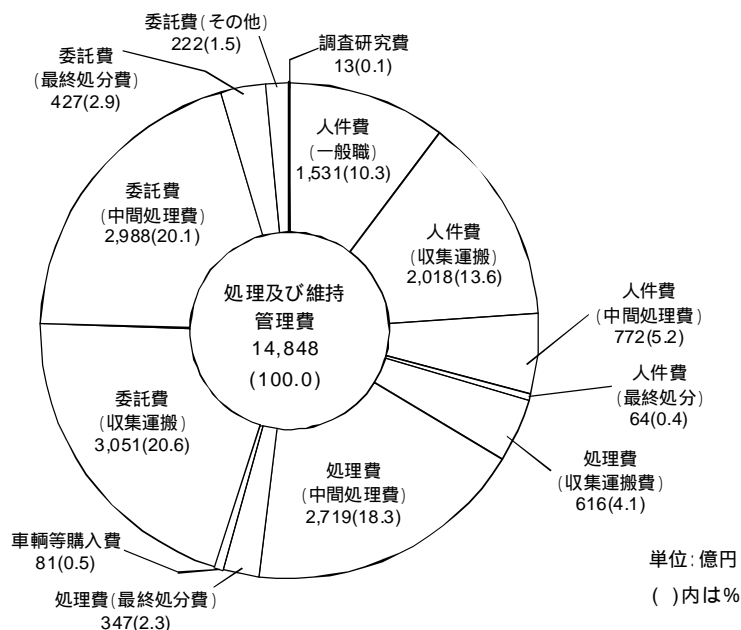 委託費(その他)
222(1.5)
調査研究費
13(0.1)
委託費
(最終処分費)
427(2.9)
人件費
(一般職)
1,531(10.3)
委託費
(中間処理費)
2,988(20.1)
人件費
(収集運搬)
2,018(13.6)
処理及び維持
管理費
14,848
(100.0)
人件費
(中間処理費)
772(5.2)
人件費
(最終処分)
64(0.4)
委託費
(収集運搬)
3,051(20.6)
処理費
(収集運搬費)
616(4.1)
処理費
(中間処理費)
2,719(18.3)
車輌等購入費
81(0.5)
処理費(最終処分費)
347(2.3)
単位:億円
( )内は%